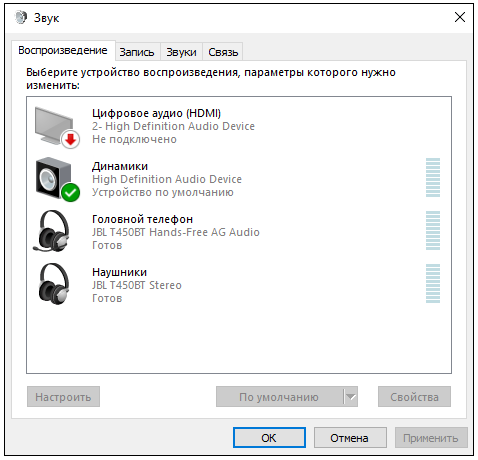 Звук
Воспроизведение
Запись
Звуки
Связь
Выберите устройство воспроизведения, параметры которого нужно
изменить:
Цифровое аудио (HDMI)
2- High Definition Audio Device
Не подключено
Динамики
High Definition Audio Device
Устройство по умолчанию
Головной телефон
JBL T450BT Hands-Free AG Audio
Готов
Наушники
JBL T450BT Stereo
Готов
Настроить
По умолчанию
Свойства
ОК
Отмена
Применить